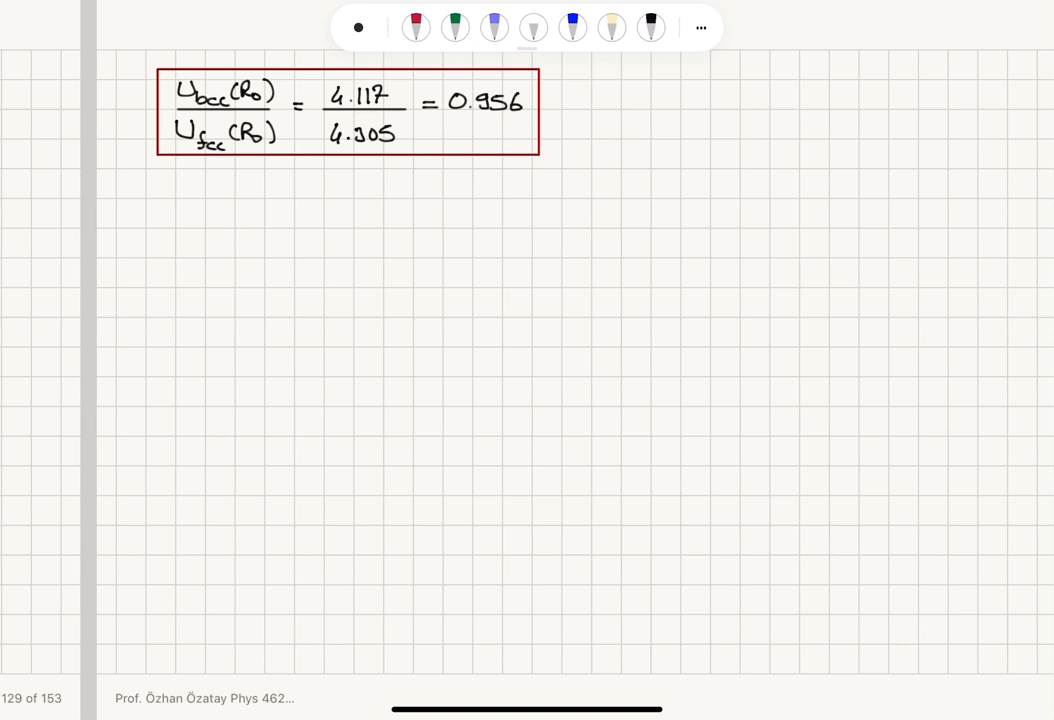 U_bcc(R₀) / U_fcc(R₀) = 4.117 / 4.305 = 0.956
129 of 153
Prof. Özhan Özatay Phys 462...